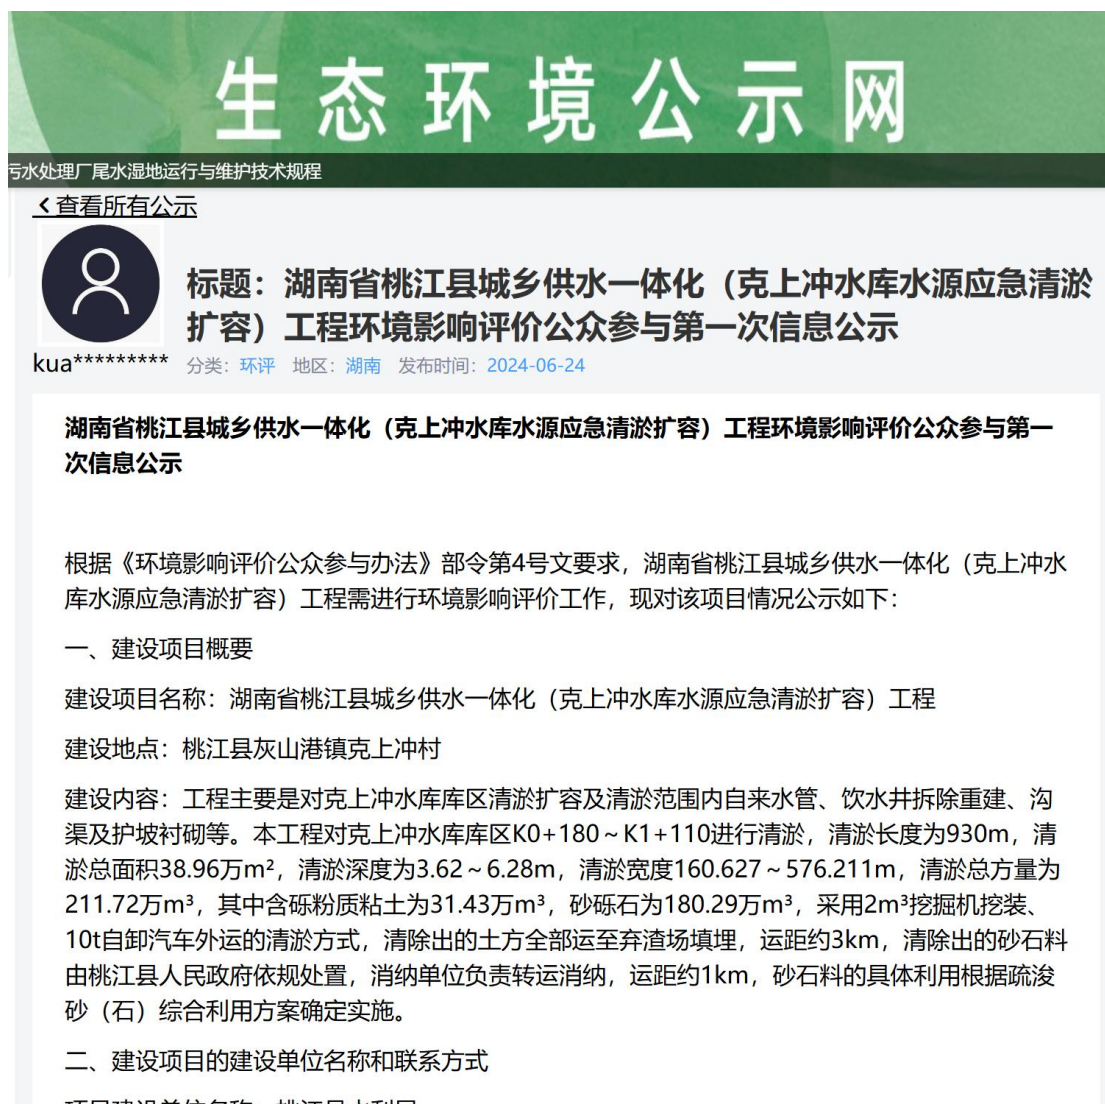 生态环境公示网
污水处理厂尾水湿地运行与维护技术规程
查看所有公示
标题：湖南省桃江县城乡供水一体化（克上冲水库水源应急清淤
扩容）工程环境影响评价公众参与第一次信息公示
kua*********
分类：环评 地区：湖南 发布时间：2024-06-24
湖南省桃江县城乡供水一体化（克上冲水库水源应急清淤扩容）工程环境影响评价公众参与第一
次信息公示
根据《环境影响评价公众参与办法》部令第4号文要求，湖南省桃江县城乡供水一体化（克上冲水
库水源应急清淤扩容）工程需进行环境影响评价工作，现对该项目情况公示如下：
一、建设项目概要
建设项目名称：湖南省桃江县城乡供水一体化（克上冲水库水源应急清淤扩容）工程
建设地点：桃江县灰山港镇克上冲村
建设内容：工程主要是对克上冲水库库区清淤扩容及清淤范围内自来水管、饮水井拆除重建、沟
渠及护坡衬砌等。本工程对克上冲水库库区K0+180～K1+110进行清淤，清淤长度为930m，清
淤总面积38.96万m²，清淤深度为3.62～6.28m，清淤宽度160.627～576.211m，清淤总方量为
211.72万m³，其中含砾粉质粘土为31.43万m³，砂砾石为180.29万m³，采用2m³挖掘机挖装、
10t自卸汽车外运的清淤方式，清除出的土方全部运至弃渣场填埋，运距约3km，清除出的砂石料
由桃江县人民政府依规处置，消纳单位负责转运消纳，运距约1km，砂石料的具体利用根据疏浚
砂（石）综合利用方案确定实施。
二、建设项目的建设单位名称和联系方式